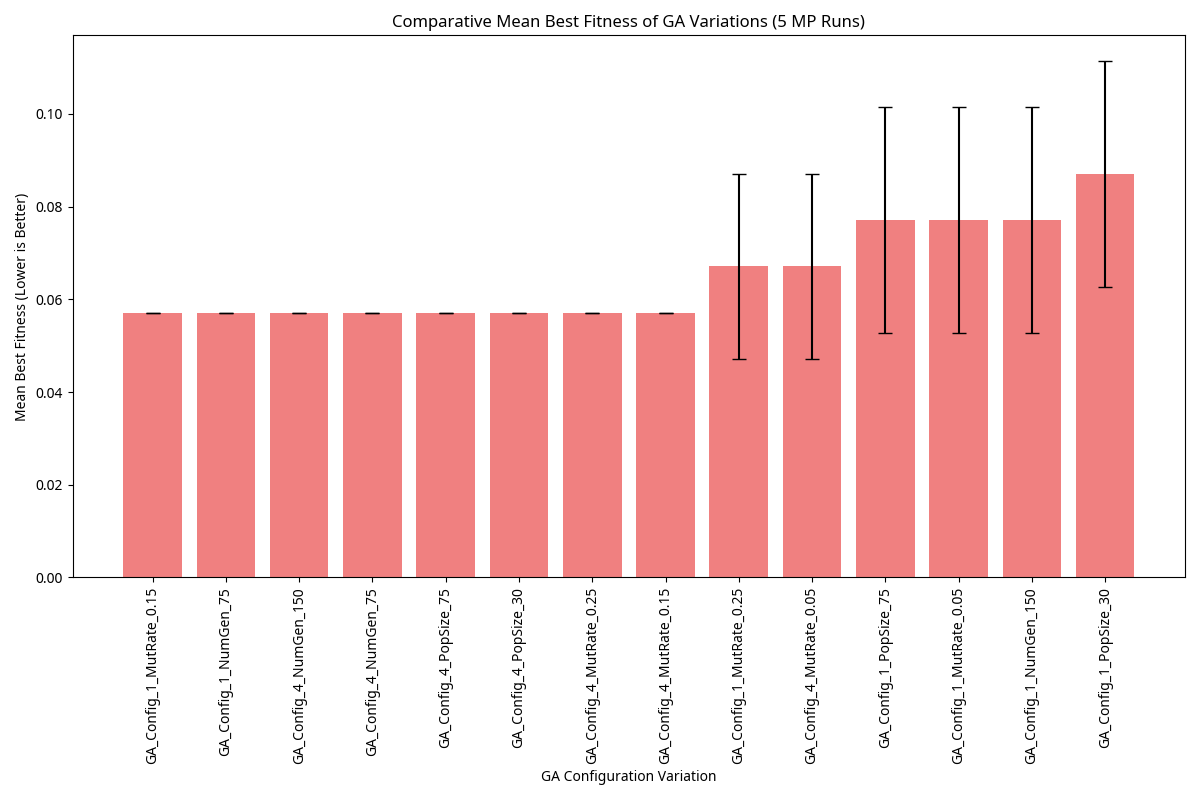 Comparative Mean Best Fitness of GA Variations (5 MP Runs)
Mean Best Fitness (Lower is Better)
0.10
0.08
0.06
0.04
0.02
0.00
GA_Config_1_MutRate_0.15
GA_Config_1_NumGen_75
GA_Config_4_NumGen_150
GA_Config_4_NumGen_75
GA_Config_4_PopSize_75
GA_Config_4_PopSize_30
GA_Config_4_MutRate_0.25
GA_Config_4_MutRate_0.15
GA_Config_1_MutRate_0.25
GA_Config_4_MutRate_0.05
GA_Config_1_PopSize_75
GA_Config_1_MutRate_0.05
GA_Config_1_NumGen_150
GA_Config_1_PopSize_30
GA Configuration Variation